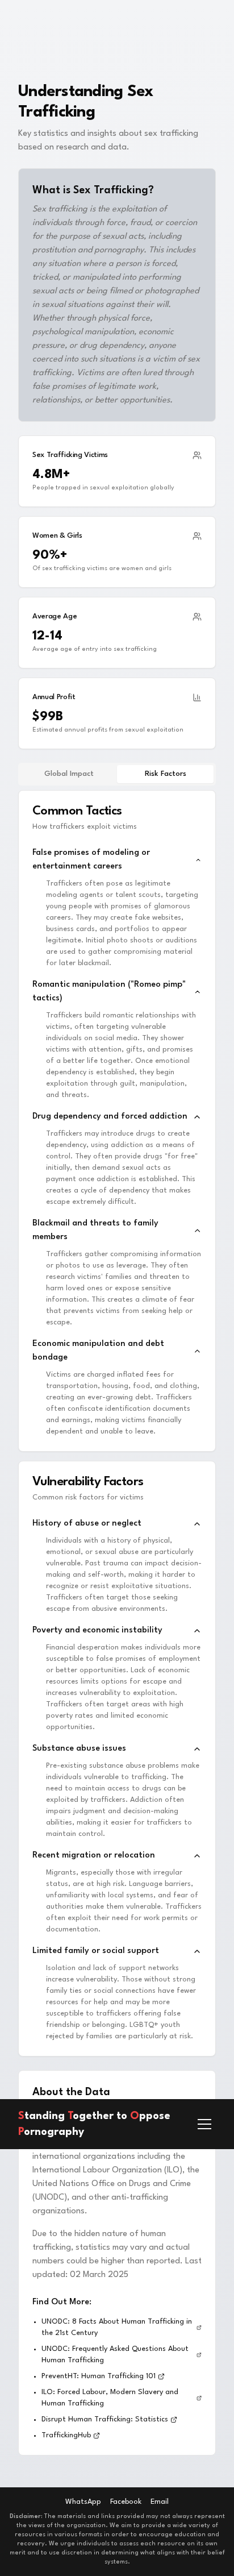 Understanding Sex
Trafficking
Key statistics and insights about sex trafficking
based on research and data.
What is Sex Trafficking?
Sex trafficking is the exploitation of
individuals through force, fraud, or coercion
for the purpose of sexual acts, including
prostitution and pornography. This includes
any situation where a person is forced,
tricked, or manipulated into performing
sexual acts or being filmed or photographed
in sexual situations against their will.
Whether through physical force,
psychological manipulation, economic
pressure, or drug dependency, anyone
coerced into such situations is a victim of sex
trafficking. Victims are often lured through
false promises of legitimate work,
relationships, or better opportunities.
Sex Trafficking Victims
4.8M+
People trapped in sexual exploitation globally
Women & Girls
90%+
Of sex trafficking victims are women and girls
Average Age
12-14
Average age of entry into sex trafficking
Annual Profit
$99B
Estimated annual profits from sexual exploitation
Global Impact
Risk Factors
Common Tactics
How traffickers exploit victims
False promises of modeling or
entertainment careers
Traffickers often pose as legitimate
modeling agents or talent scouts, targeting
young people with promises of glamorous
careers. They may create fake websites,
business cards, and portfolios to appear
legitimate. Initial photo shoots or auditions
are used to gather compromising material
for later blackmail.
Romantic manipulation ("Romeo pimp"
tactics)
Traffickers build romantic relationships with
victims, often targeting vulnerable
individuals on social media. They shower
victims with attention, gifts, and promises
of a better life together. Once emotional
dependency is established, they begin
exploitation through guilt, manipulation,
and threats.
Drug dependency and forced addiction
Traffickers may introduce drugs to create
dependency, using addiction as a means of
control. They often provide drugs "for free"
initially, then demand sexual acts as
payment once addiction is established. This
creates a cycle of dependency that makes
escape extremely difficult.
Blackmail and threats to family
members
Traffickers gather compromising information
or photos to use as leverage. They often
research victims' families and threaten to
harm loved ones or expose sensitive
information. This creates a climate of fear
that prevents victims from seeking help or
escape.
Economic manipulation and debt
bondage
Victims are charged inflated fees for
transportation, housing, food, and clothing,
creating an ever-growing debt. Traffickers
often confiscate identification documents
and earnings, making victims financially
dependent and unable to leave.
Vulnerability Factors
Common risk factors for victims
History of abuse or neglect
Individuals with a history of physical,
emotional, or sexual abuse are particularly
vulnerable. Past trauma can impact decision-
making and self-worth, making it harder to
recognize or resist exploitative situations.
Traffickers often target those seeking
escape from abusive environments.
Poverty and economic instability
Financial desperation makes individuals more
susceptible to false promises of employment
or better opportunities. Lack of economic
resources limits options for escape and
increases vulnerability to exploitation.
Traffickers often target areas with high
poverty rates and limited economic
opportunities.
Substance abuse issues
Pre-existing substance abuse problems make
individuals vulnerable to trafficking. The
need to maintain access to drugs can be
exploited by traffickers. Addiction often
impairs judgment and decision-making
abilities, making it easier for traffickers to
maintain control.
Recent migration or relocation
Migrants, especially those with irregular
status, are at high risk. Language barriers,
unfamiliarity with local systems, and fear of
authorities make them vulnerable. Traffickers
often exploit their need for work permits or
documentation.
Limited family or social support
Isolation and lack of support networks
increase vulnerability. Those without strong
family ties or social connections have fewer
resources for help and may be more
susceptible to traffickers offering false
friendship or belonging. LGBTQ+ youth
rejected by families are particularly at risk.
About the Data
Standing Together to Oppose
Pornography
international organizations including the
International Labour Organization (ILO), the
United Nations Office on Drugs and Crime
(UNODC), and other anti-trafficking
organizations.
Due to the hidden nature of human
trafficking, statistics may vary and actual
numbers could be higher than reported. Last
updated: 02 March 2025
Find Out More:
• UNODC: 8 Facts About Human Trafficking in
the 21st Century
• UNODC: Frequently Asked Questions About
Human Trafficking
• PreventHT: Human Trafficking 101
• ILO: Forced Labour, Modern Slavery and
Human Trafficking
• Disrupt Human Trafficking: Statistics
• TraffickingHub
WhatsApp Facebook Email
Disclaimer: The materials and links provided may not always represent
the views of the organization. We aim to provide a wide variety of
resources in various formats in order to encourage education and
recovery. We urge individuals to assess each resource on its own
merit and to use discretion in determining what aligns with their belief
systems.